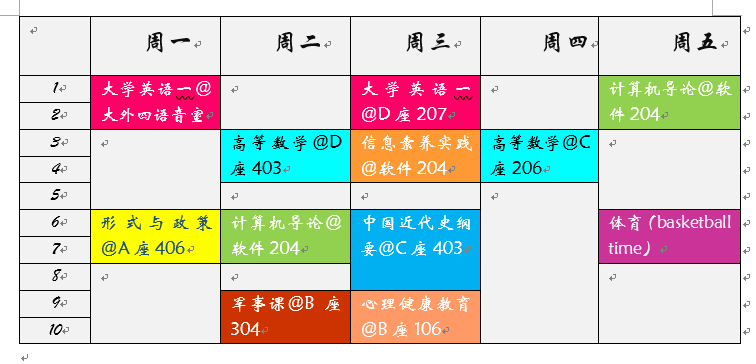 周一 周二 周三 周四 周五
1 大学英语一@ 大学英语一 计算机导论@软
2 大外四语音室 @D座207 件204
3 高等数学@D 信息素养实践 高等数学@C
4 座403 @软件204 座206
5
6 形式与政策 计算机导论@ 中国近代史纲 体育（basketball
7 @A座406 软件204 要@C座403 time）
8
9 军事课@B座 心理健康教育
10 304 @B座106